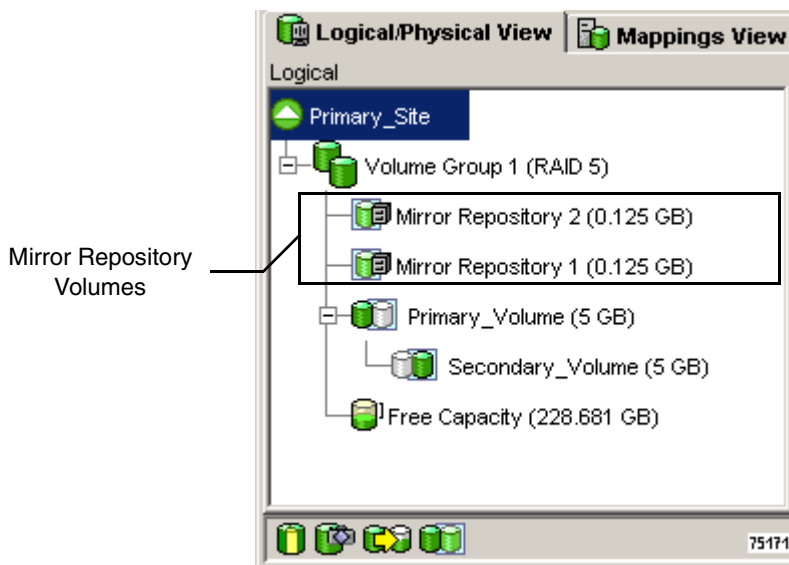 Logical/Physical View
Mappings View
Logical
Primary_Site
Volume Group 1 (RAID 5)
Mirror Repository 2 (0.125 GB)
Mirror Repository 1 (0.125 GB)
Mirror Repository
Volumes
Primary_Volume (5 GB)
Secondary_Volume (5 GB)
Free Capacity (228.681 GB)
75171